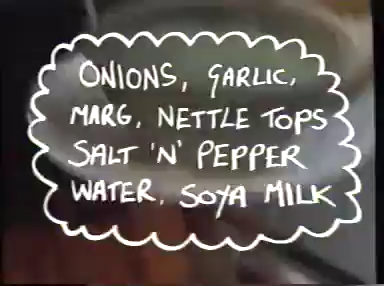 ONIONS, GARLIC,
MARG, NETTLE TOPS
SALT 'N' PEPPER
WATER, SOYA MILK